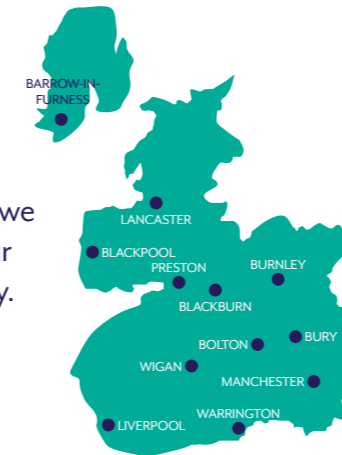 BARROW-IN-
FURNESS
we
LANCASTER
BLACKPOOL
PRESTON
BURNLEY
BLACKBURN
BOLTON
BURY
WIGAN
MANCHESTER
WARRINGTON
LIVERPOOL